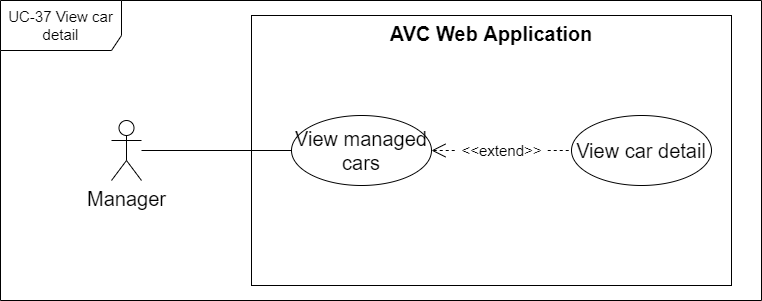 UC-37 View car
detail
AVC Web Application
View managed
cars
<<extend>>
View car detail
Manager